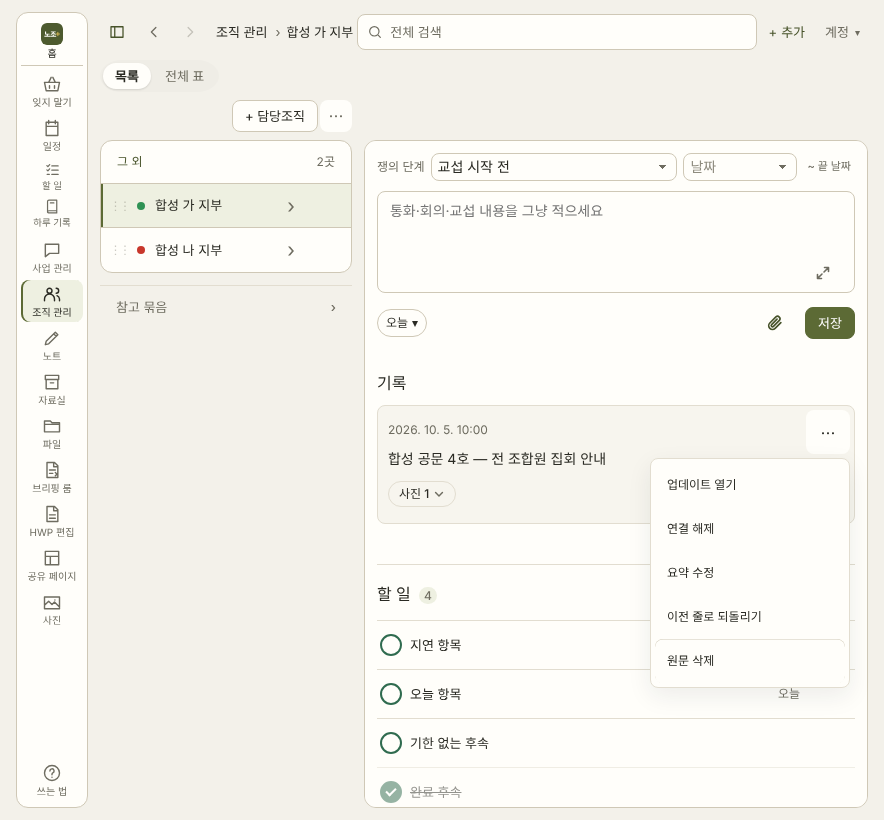 노조+
홈
잊지 말기
일정
할 일
하루 기록
사업 관리
조직 관리
노트
자료실
파일
브리핑 룸
HWP 편집
공유 페이지
사진
쓰는 법
조직 관리 › 합성 가 지부
전체 검색
+ 추가
계정 ▾
목록 전체 표
+ 담당조직 ⋯
그 외 2곳
합성 가 지부 ›
합성 나 지부 ›
참고 묶음 ›
쟁의 단계 교섭 시작 전 날짜 ~ 끝 날짜
통화·회의·교섭 내용을 그냥 적으세요
오늘 ▾ 저장
기록
2026. 10. 5. 10:00 ⋯
합성 공문 4호 — 전 조합원 집회 안내
사진 1
업데이트 열기
연결 해제
요약 수정
이전 줄로 되돌리기
원문 삭제
할 일 4
지연 항목
오늘 항목 오늘
기한 없는 후속
완료 후속